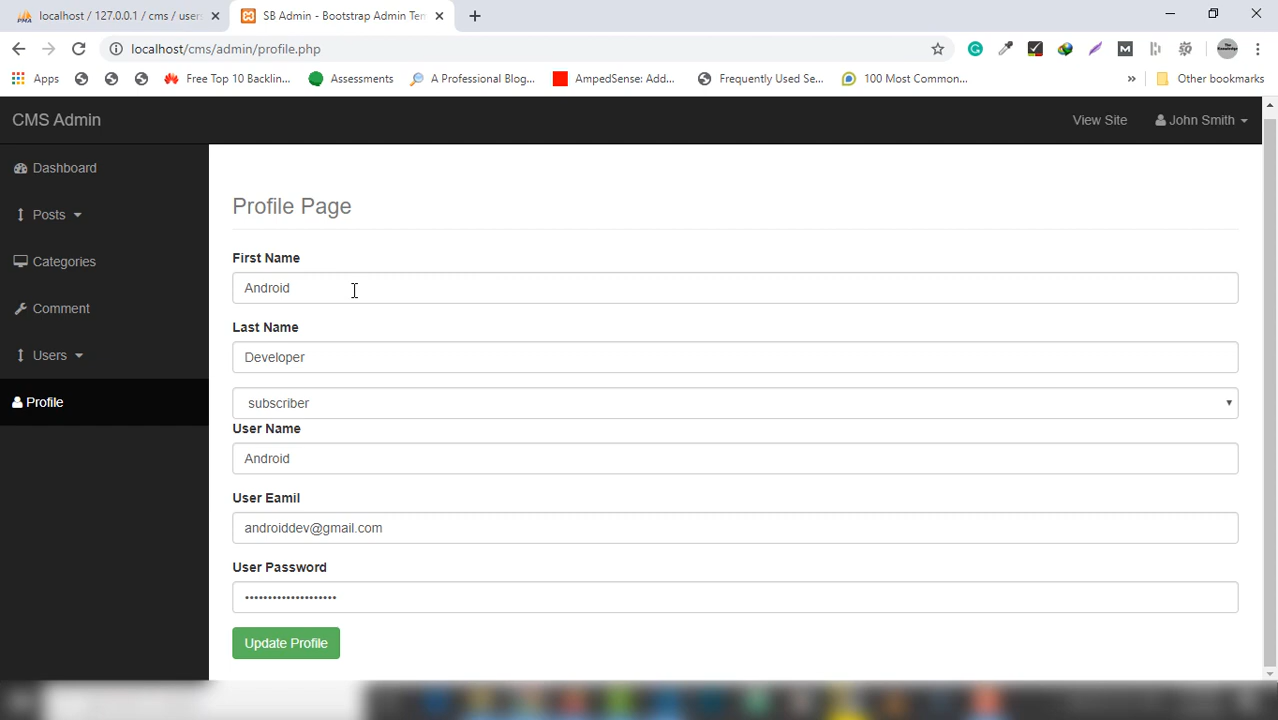 localhost / 127.0.0.1 / cms / users
SB Admin - Bootstrap Admin Tem
localhost/cms/admin/profile.php
Apps
Free Top 10 Backlin...
Assessments
A Professional Blog...
AmpedSense: Add...
Frequently Used Se...
100 Most Common...
»
Other bookmarks
CMS Admin
View Site
John Smith
Dashboard
Posts
Categories
Comment
Users
Profile
Profile Page
First Name
Android
Last Name
Developer
subscriber
User Name
Android
User Eamil
androiddev@gmail.com
User Password
••••••••••••••••••••
Update Profile